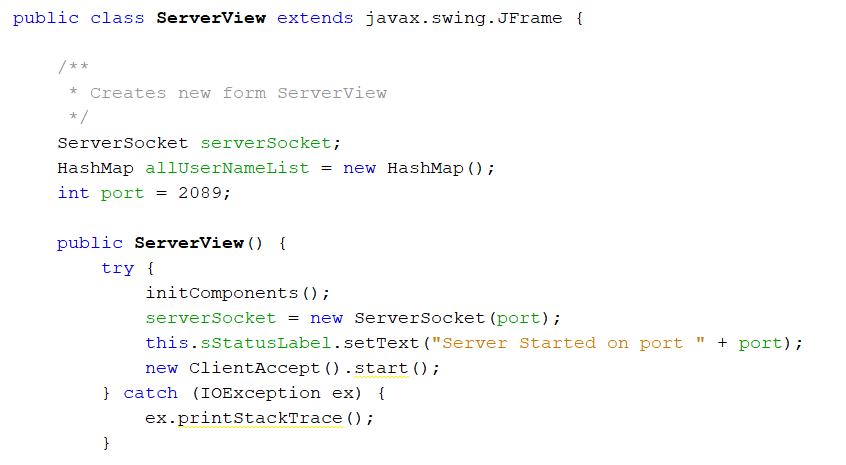 public class ServerView extends javax.swing.JFrame {
/**
* Creates new form ServerView
*/
ServerSocket serverSocket;
HashMap allUserNameList = new HashMap();
int port = 2089;
public ServerView() {
try {
initComponents();
serverSocket = new ServerSocket(port);
this.sStatusLabel.setText("Server Started on port " + port);
new ClientAccept().start();
} catch (IOException ex) {
ex.printStackTrace();
}